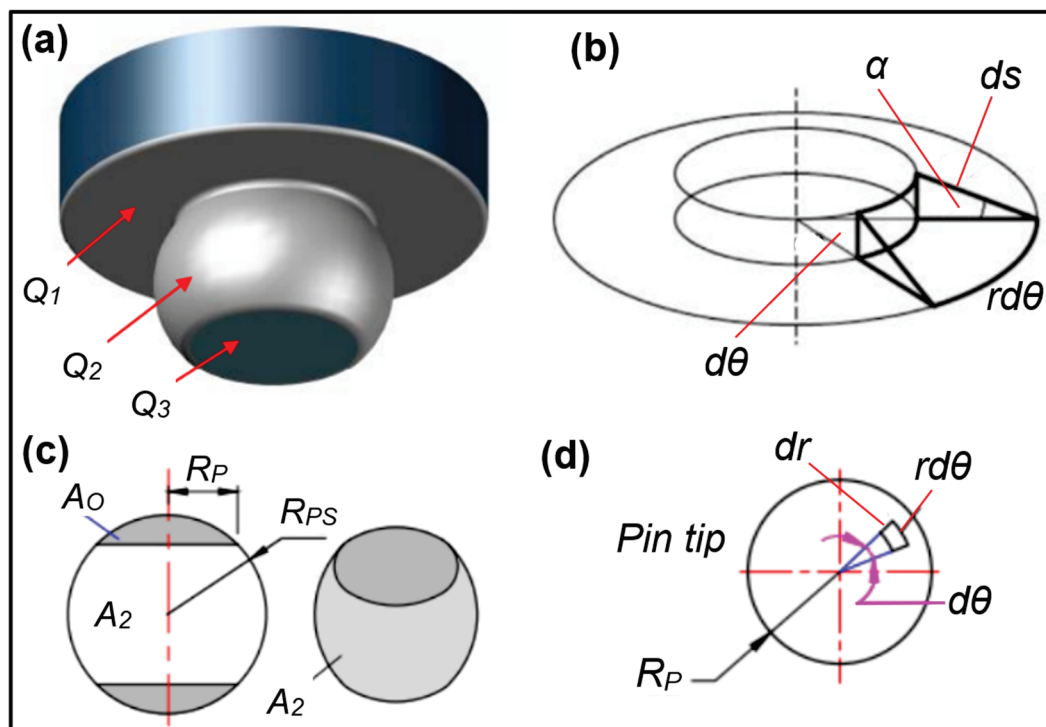 (a)
Q1
Q2
Q3
(b)
α
ds
rdθ
dθ
(c)
RP
AO
RPS
A2
A2
(d)
dr
rdθ
Pin tip
dθ
RP